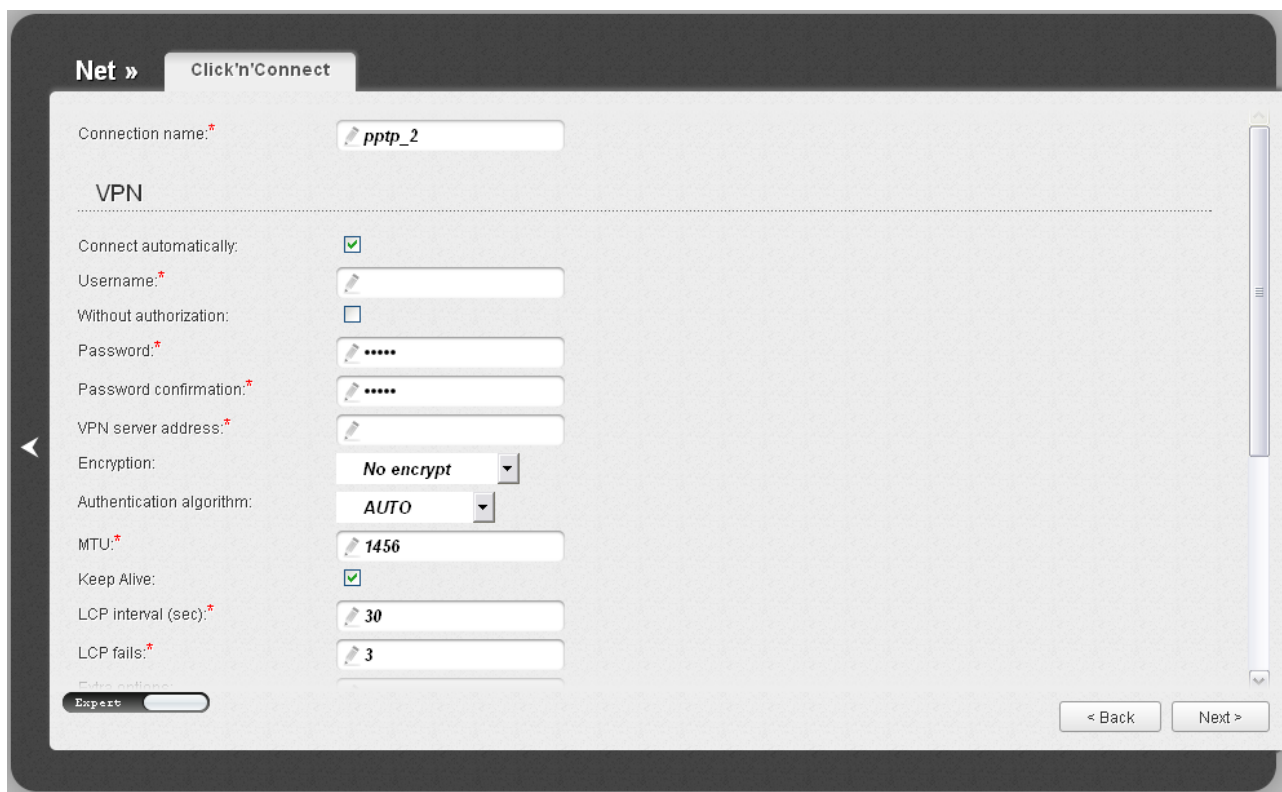 Net » Click'n'Connect
Connection name:* pptp_2
VPN
Connect automatically:
Username:*
Without authorization:
Password:* •••••
Password confirmation:* •••••
VPN server address:*
Encryption: No encrypt
Authentication algorithm: AUTO
MTU:* 1456
Keep Alive:
LCP interval (sec):* 30
LCP fails:* 3
Extra options:
Expert
< Back Next >